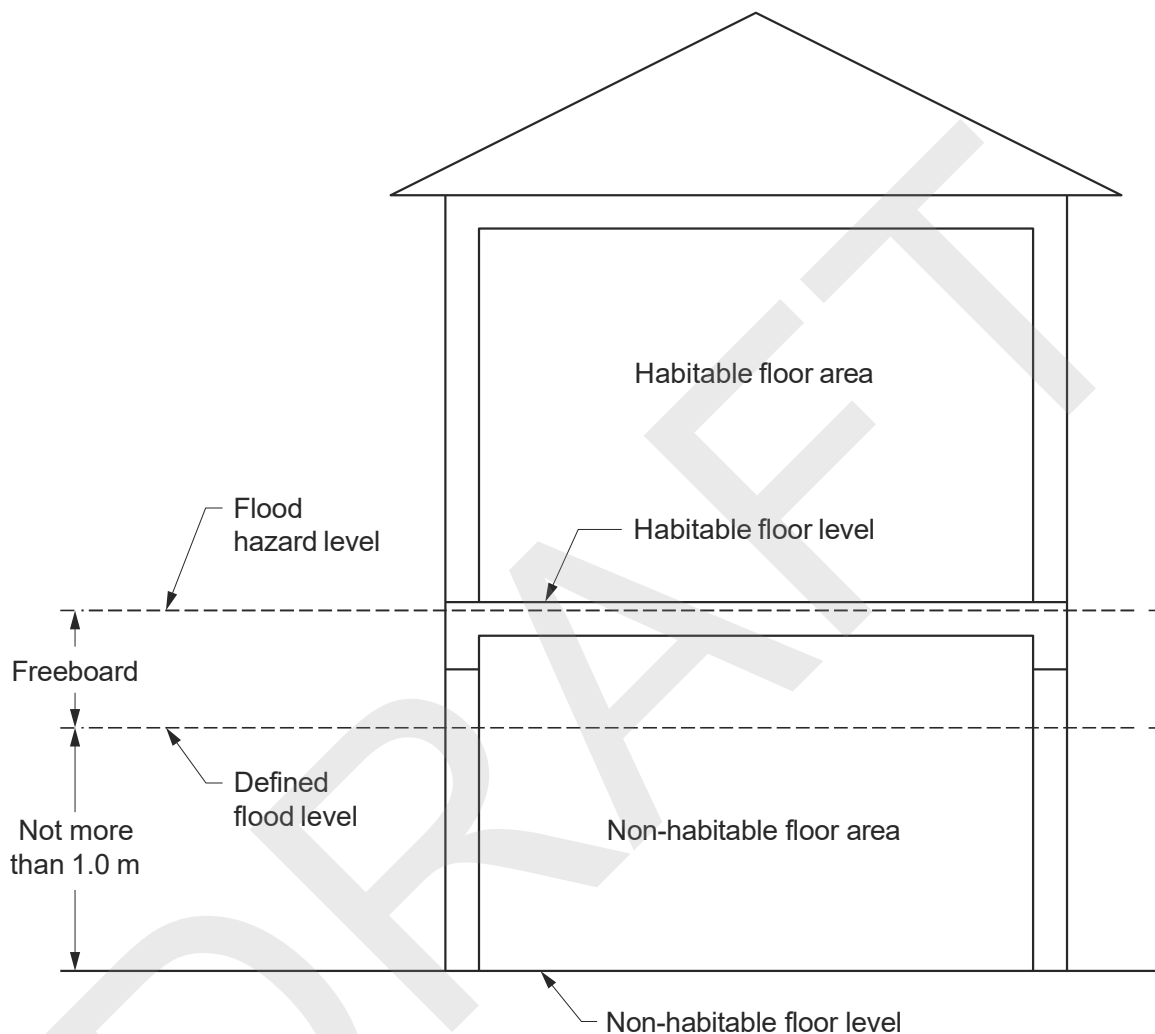 Habitable floor area
Flood
hazard level
Habitable floor level
Freeboard
Defined
flood level
Not more
than 1.0 m
Non-habitable floor area
Non-habitable floor level
DRAFT